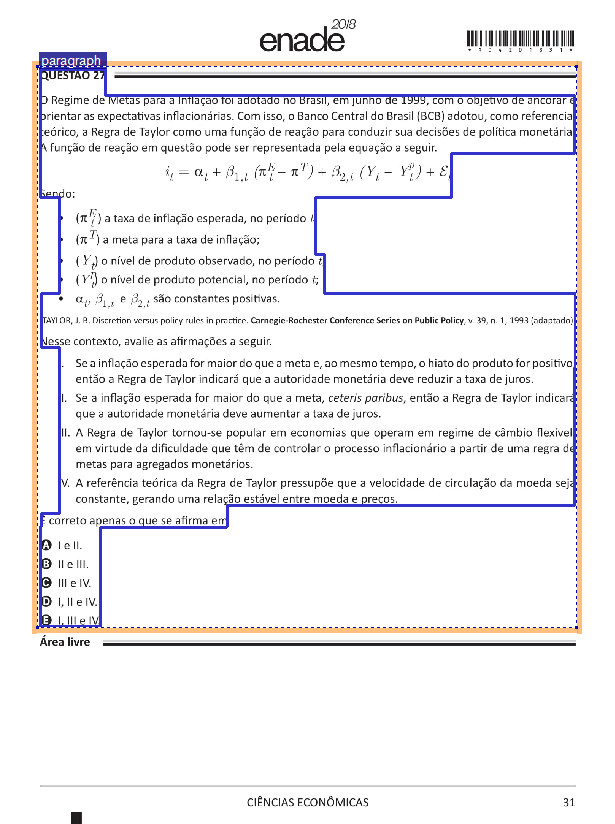 enade 2018
*R0420183 1*
paragraph
QUESTÃO 27
O Regime de Metas para a Inflação foi adotado no Brasil, em junho de 1999, com o objetivo de ancorar e
orientar as expectativas inflacionárias. Com isso, o Banco Central do Brasil (BCB) adotou, como referencial
teórico, a Regra de Taylor como uma função de reação para conduzir sua decisões de política monetária.
A função de reação em questão pode ser representada pela equação a seguir.
i_t = α_t + β_{1,t} (π_t^E − π^T) + β_{2,t} (Y_t − Y_t^p) + ε,
Sendo:
• (π_t^E) a taxa de inflação esperada, no período t;
• (π^T) a meta para a taxa de inflação;
• (Y_t) o nível de produto observado, no período t;
• (Y_t^p) o nível de produto potencial, no período t;
• α_t, β_{1,t} e β_{2,t} são constantes positivas.
TAYLOR, J. B. Discretion versus policy rules in practice. Carnegie-Rochester Conference Series on Public Policy, v. 39, n. 1, 1993 (adaptado).
Nesse contexto, avalie as afirmações a seguir.
I. Se a inflação esperada for maior do que a meta e, ao mesmo tempo, o hiato do produto for positivo,
então a Regra de Taylor indicará que a autoridade monetária deve reduzir a taxa de juros.
II. Se a inflação esperada for maior do que a meta, ceteris paribus, então a Regra de Taylor indicará
que a autoridade monetária deve aumentar a taxa de juros.
III. A Regra de Taylor tornou-se popular em economias que operam em regime de câmbio flexível,
em virtude da dificuldade que têm de controlar o processo inflacionário a partir de uma regra de
metas para agregados monetários.
IV. A referência teórica da Regra de Taylor pressupõe que a velocidade de circulação da moeda seja
constante, gerando uma relação estável entre moeda e preços.
É correto apenas o que se afirma em
A I e II.
B II e III.
C III e IV.
D I, II e IV.
E I, III e IV.
Área livre
CIÊNCIAS ECONÔMICAS 31